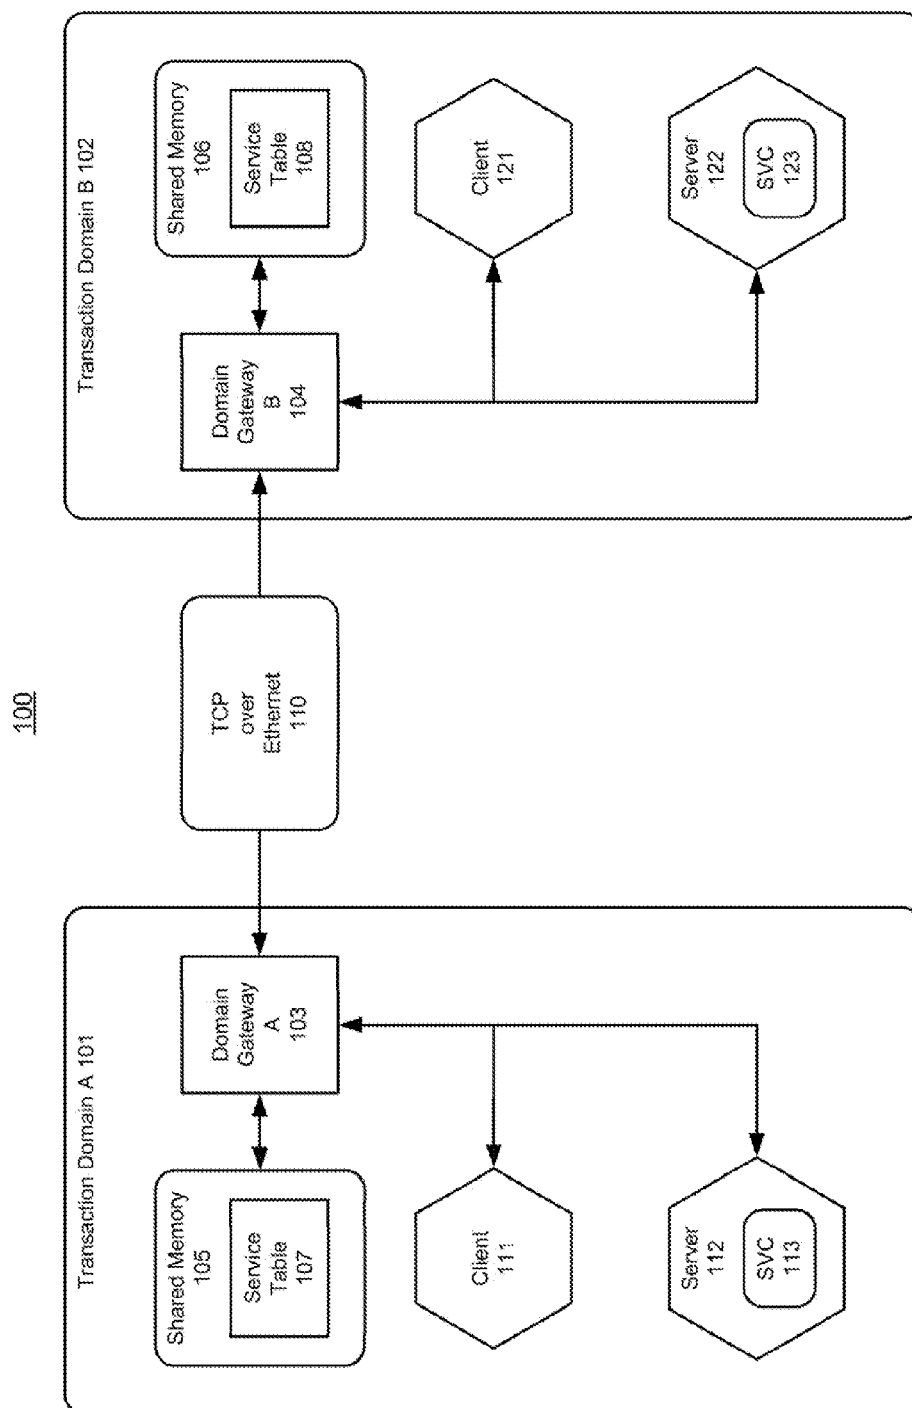 100
Transaction Domain A 101
Shared Memory
105
Service
Table
107
Domain
Gateway
A
103
Client
111
Server
112
SVC
113
TCP
over
Ethernet
110
Transaction Domain B 102
Domain
Gateway
B
104
Shared Memory
106
Service
Table
108
Client
121
Server
122
SVC
123